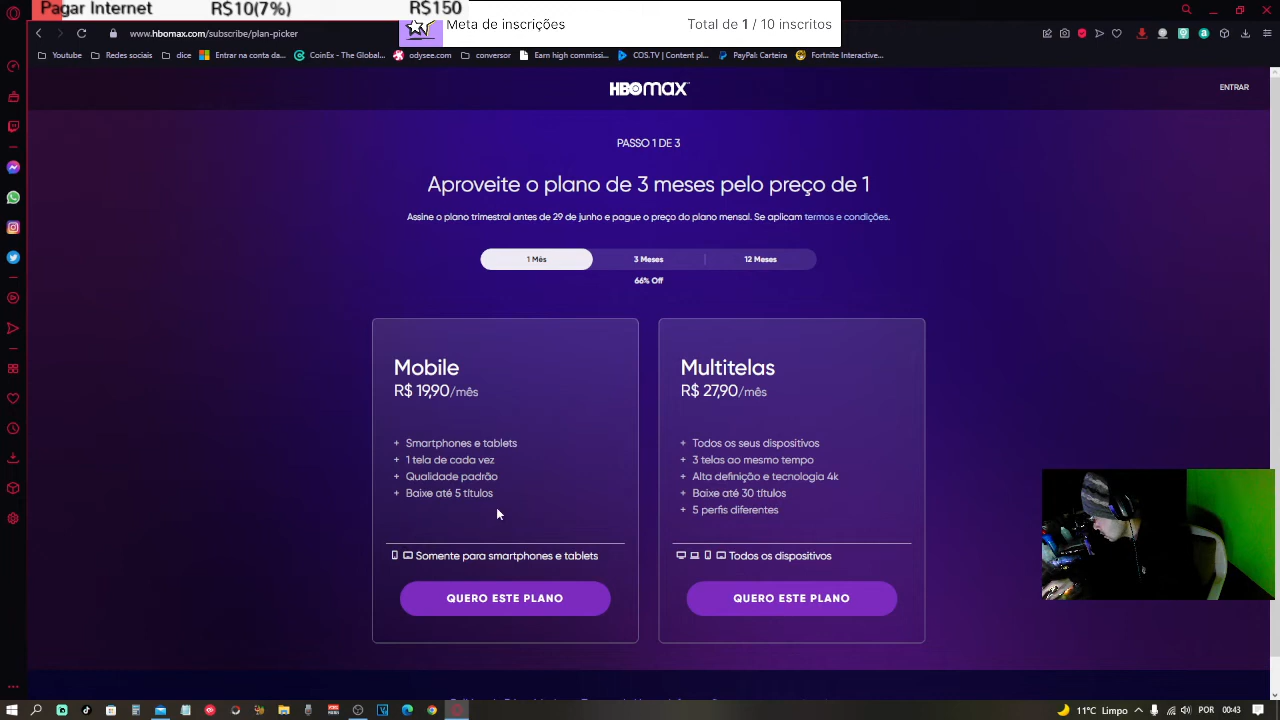 Pagar Internet R$10(7%) R$150
Meta de inscrições Total de 1 / 10 inscritos
www.hbomax.com/subscribe/plan-picker
Youtube Redes sociais dice Entrar na conta da... CoinEx - The Global... odysee.com conversor Earn high commissi... COS.TV | Content pl... PayPal: Carteira Fortnite Interactive...
HBOMAX
ENTRAR
PASSO 1 DE 3
Aproveite o plano de 3 meses pelo preço de 1
Assine o plano trimestral antes de 29 de junho e pague o preço do plano mensal. Se aplicam termos e condições.
1 Mês 3 Meses 12 Meses
66% Off
Mobile
R$ 19,90/mês
+ Smartphones e tablets
+ 1 tela de cada vez
+ Qualidade padrão
+ Baixe até 5 títulos
Somente para smartphones e tablets
QUERO ESTE PLANO
Multitelas
R$ 27,90/mês
+ Todos os seus dispositivos
+ 3 telas ao mesmo tempo
+ Alta definição e tecnologia 4k
+ Baixe até 30 títulos
+ 5 perfis diferentes
Todos os dispositivos
QUERO ESTE PLANO
11°C Limpo POR 00:43